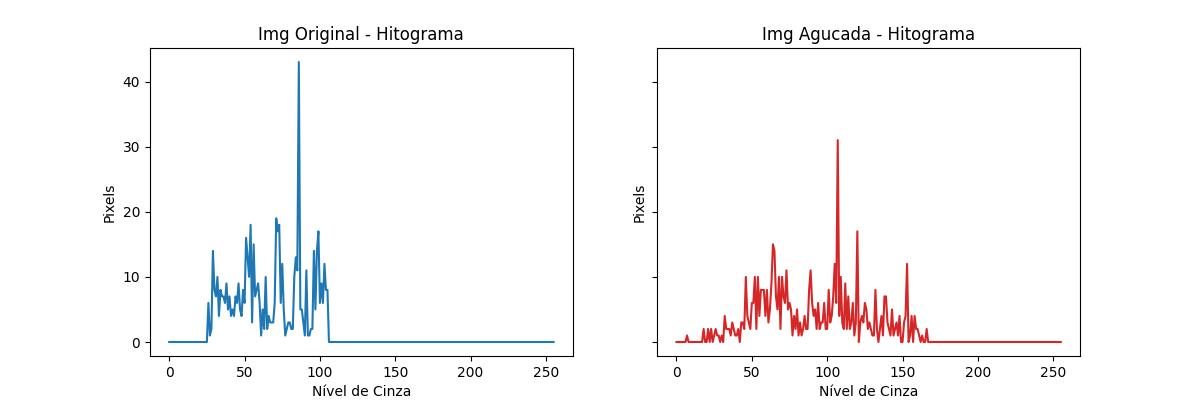 Img Original - Hitograma
Img Agucada - Hitograma
40
30
20
10
0
Pixels
Pixels
0 50 100 150 200 250
0 50 100 150 200 250
Nível de Cinza
Nível de Cinza